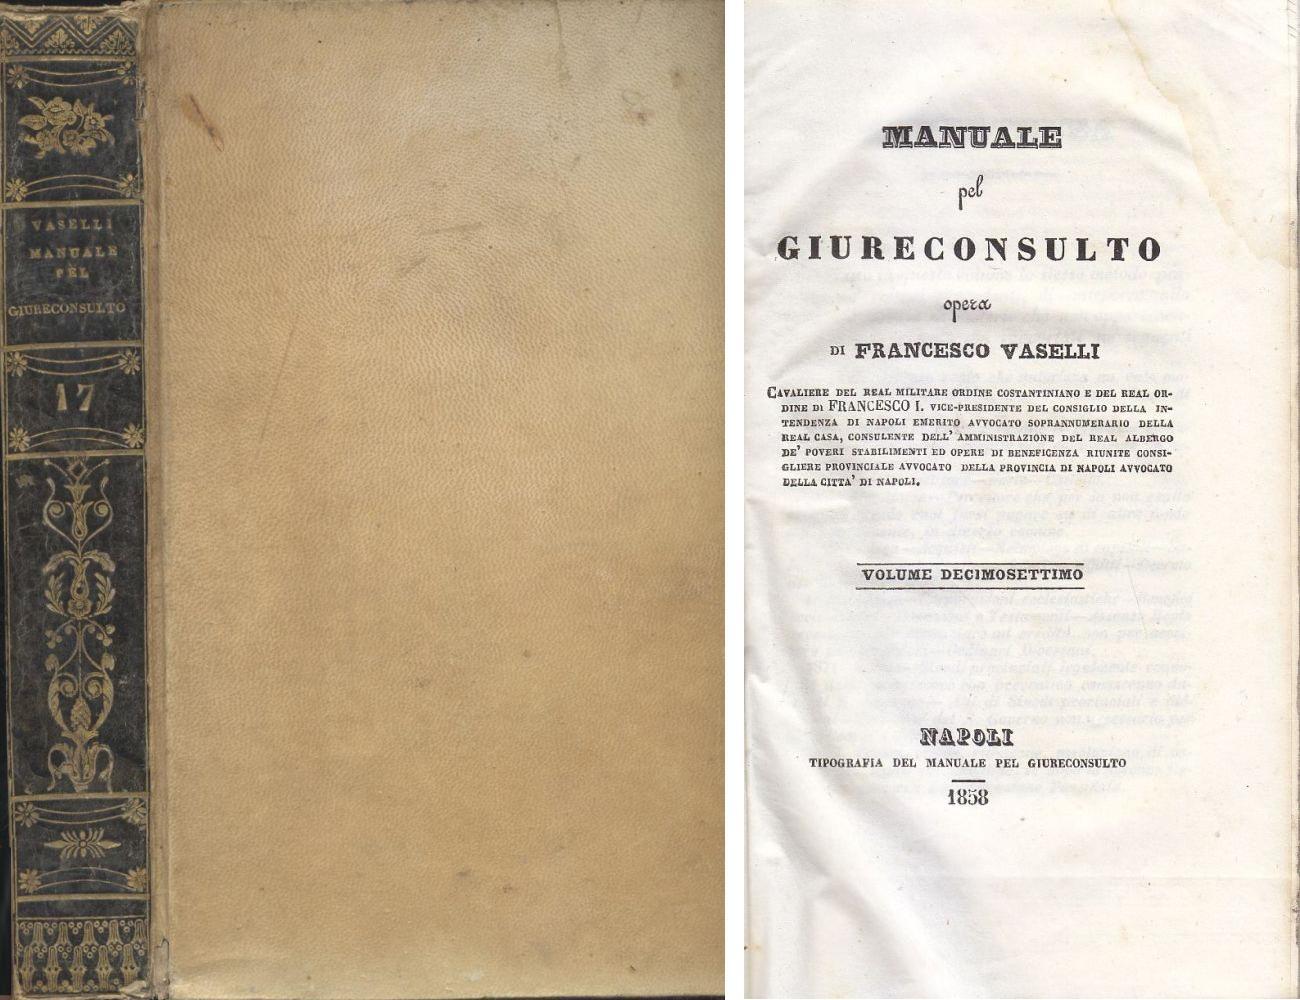 VASELLI
MANUALE
PEL
GIURECONSULTO
17
MANUALE
pel
GIURECONSULTO
opera
DI FRANCESCO VASELLI
CAVALIERE DEL REAL MILITARE ORDINE COSTANTINIANO E DEL REAL OR-
DINE DI FRANCESCO I. VICE-PRESIDENTE DEL CONSIGLIO DELLA IN-
TENDENZA DI NAPOLI EMERITO AVVOCATO SOPRANNUMERARIO DELLA
REAL CASA, CONSULENTE DELL' AMMINISTRAZIONE DEL REAL ALBERGO
DE' POVERI STABILIMENTI ED OPERE DI BENEFICENZA RIUNITE CONSI-
GLIERE PROVINCIALE AVVOCATO DELLA PROVINCIA DI NAPOLI AVVOCATO
DELLA CITTA' DI NAPOLI.
VOLUME DECIMOSETTIMO
NAPOLI
TIPOGRAFIA DEL MANUALE PEL GIURECONSULTO
1858